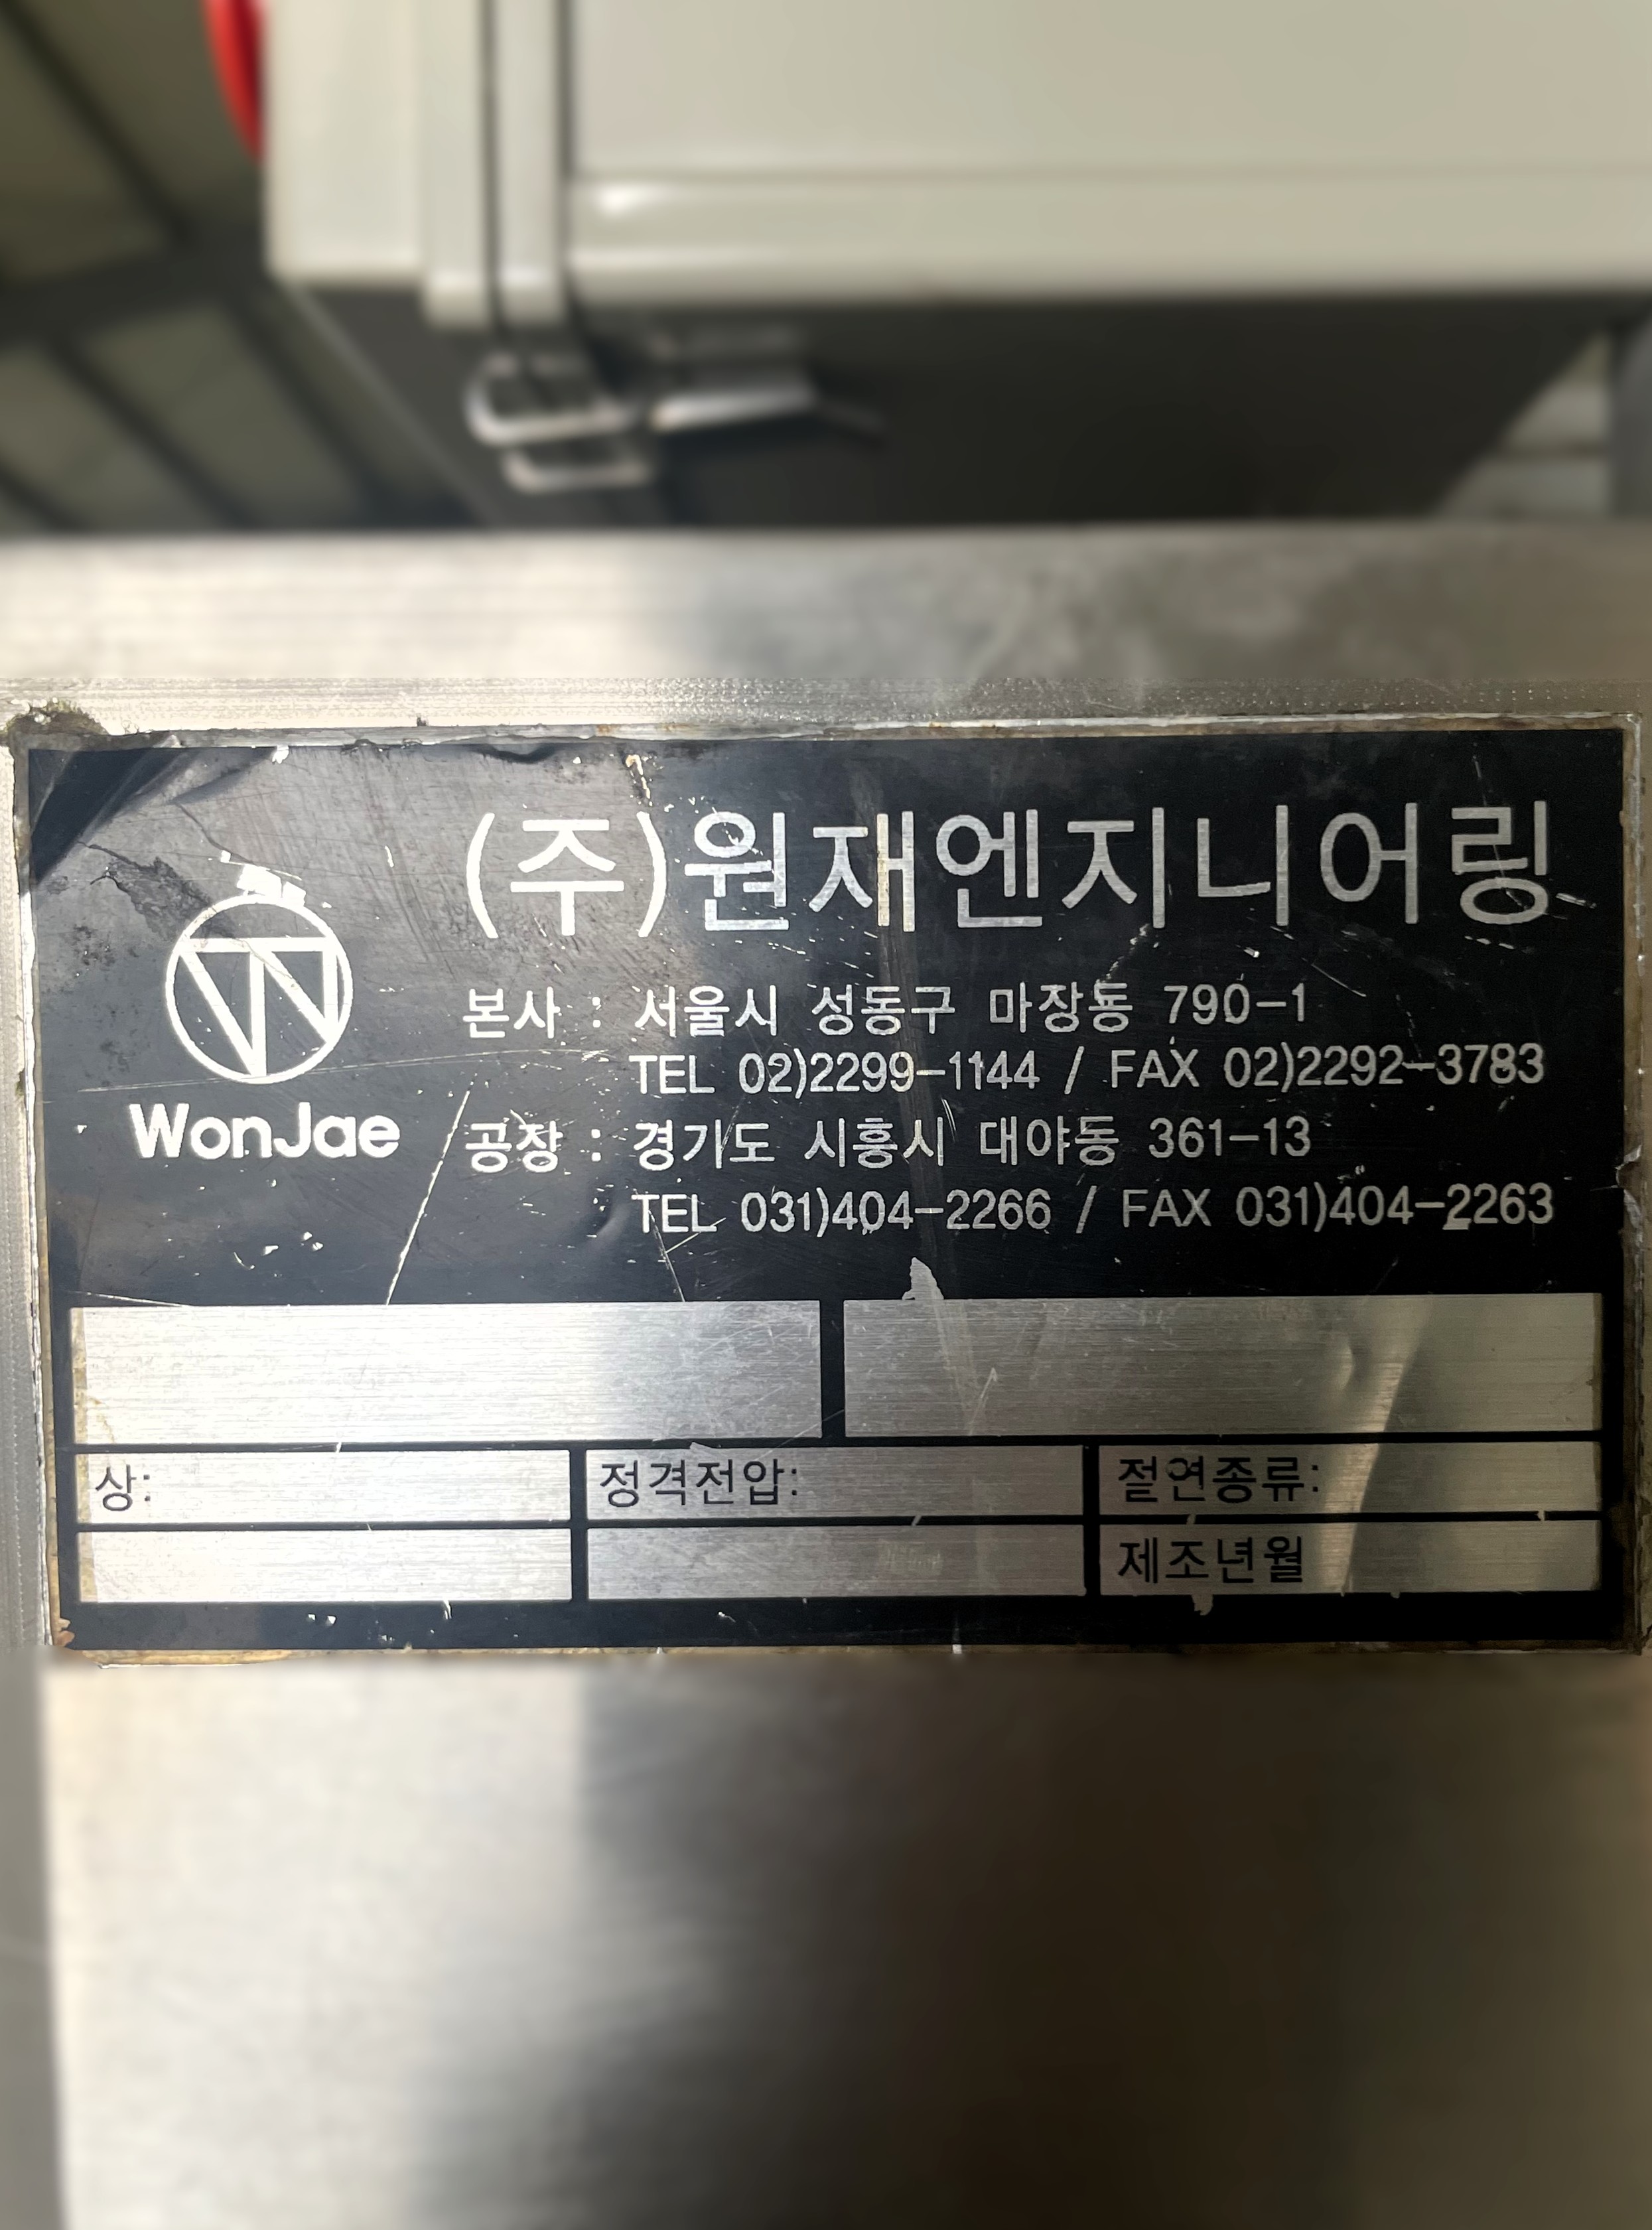 (주)원재엔지니어링
본사 : 서울시 성동구 마장동 790-1
TEL 02)2299-1144 / FAX 02)2292-3783
WonJae
공장 : 경기도 시흥시 대야동 361-13
TEL 031)404-2266 / FAX 031)404-2263
상: 정격전압: 절연종류:
제조년월